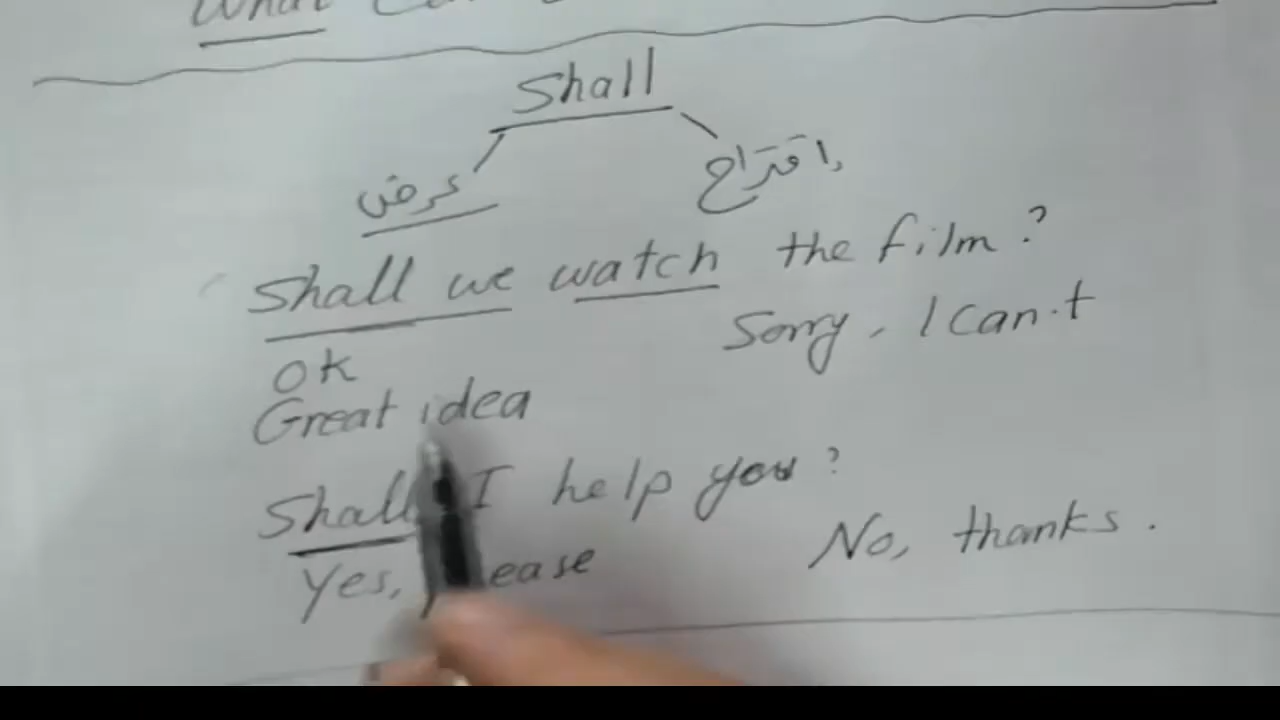 What
Shall
عرض اقتراح
Shall we watch the film?
Sorry, I can't
OK
Great idea
Shall I help you?
No, thanks.
Yes, please